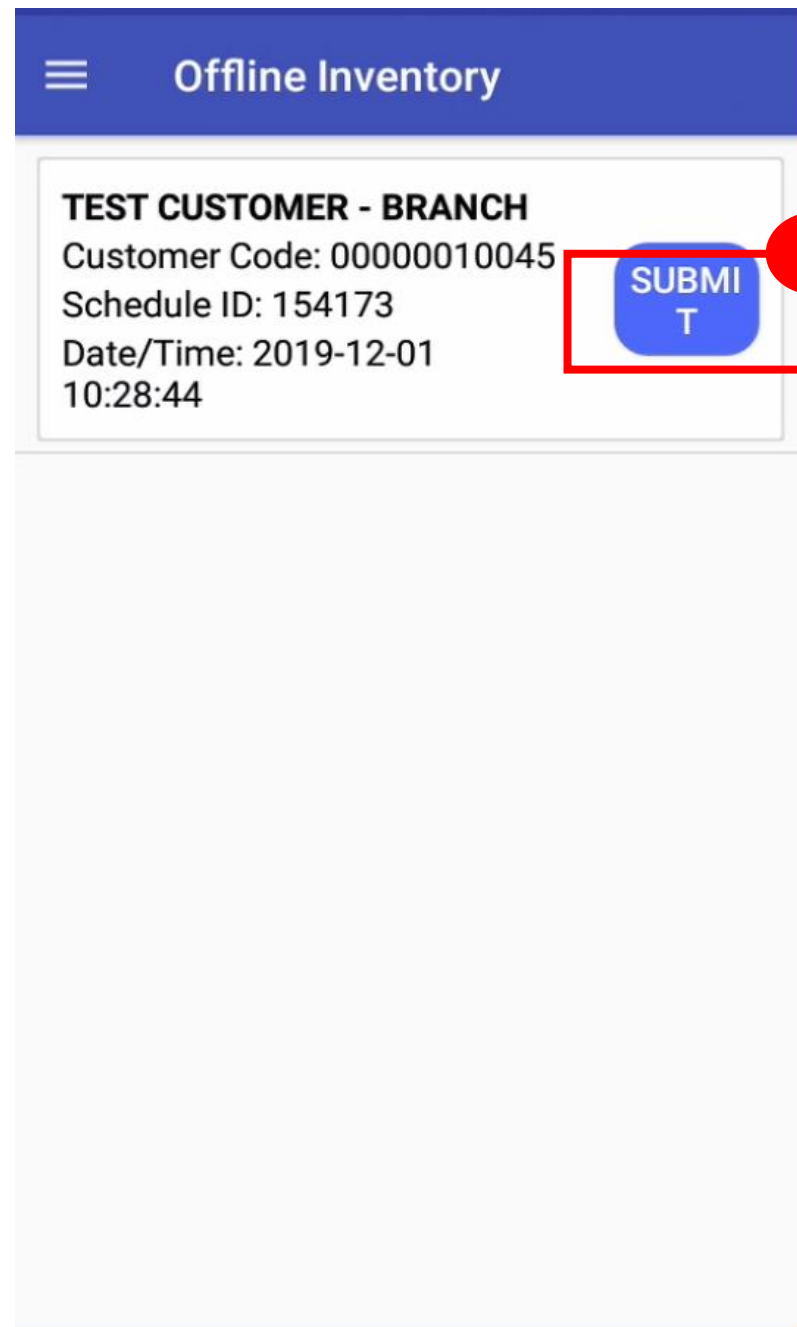 Offline Inventory
TEST CUSTOMER - BRANCH
Customer Code: 00000010045
Schedule ID: 154173
Date/Time: 2019-12-01
10:28:44
SUBMI
T